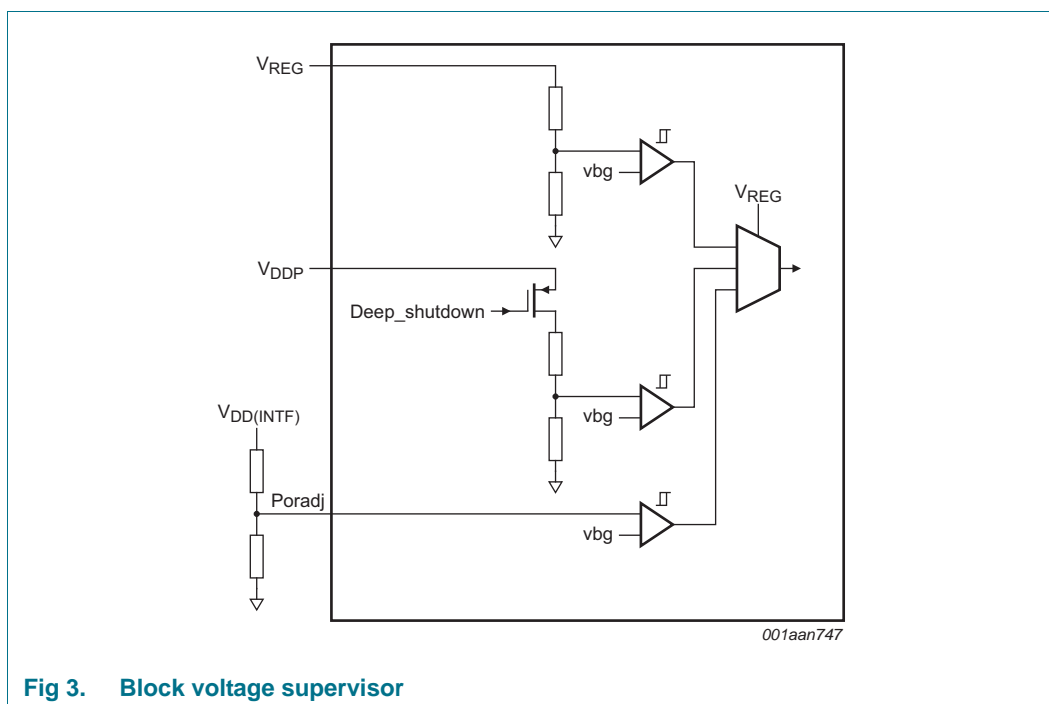 VREG
vbg
VREG
VDDP
Deep_shutdown
vbg
VDD(INTF)
Poradj
vbg
001aan747
Fig 3. Block voltage supervisor